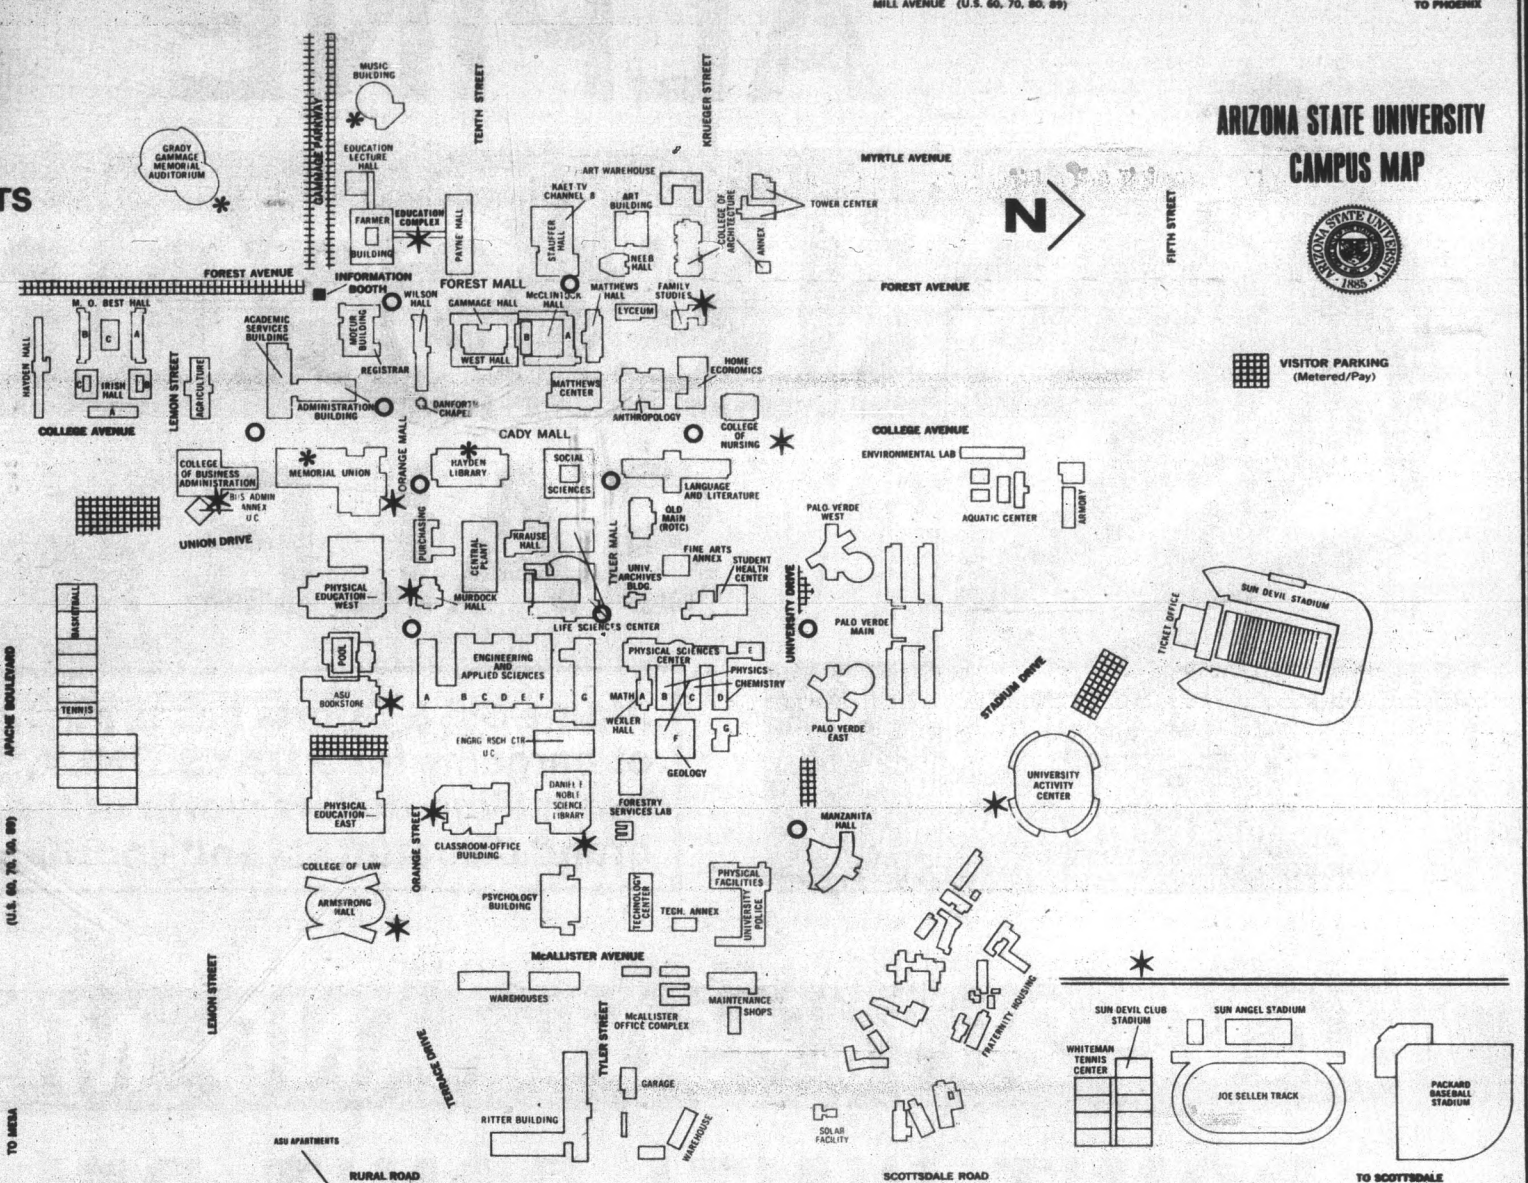 MILL AVENUE (U.S. 60, 70, 80, 89)
TO PHOENIX
ARIZONA STATE UNIVERSITY
CAMPUS MAP
ARIZONA STATE UNIVERSITY
1885
N
VISITOR PARKING
(Metered/Pay)
TS
MUSIC
BUILDING
TENTH STREET
KRUEGER STREET
GAMMAGE PARKWAY
GRADY
GAMMAGE
MEMORIAL
AUDITORIUM
EDUCATION
LECTURE
HALL
ART WAREHOUSE
MYRTLE AVENUE
KAET-TV
CHANNEL 8
ART
BUILDING
COLLEGE OF
ARCHITECTURE
TOWER CENTER
ANNEX
FIFTH STREET
FARMER
BUILDING
EDUCATION
COMPLEX
PAYNE HALL
STAUFFER
HALL
NEEB
HALL
FOREST AVENUE
INFORMATION
BOOTH
FOREST MALL
FOREST AVENUE
WILSON
HALL
GAMMAGE HALL
McCLINTOCK
HALL
MATTHEWS
HALL
FAMILY
STUDIES
LYCEUM
M. O. BEST HALL
B
C
A
HAYDEN HALL
ACADEMIC
SERVICES
BUILDING
MOEUR
BUILDING
REGISTRAR
WEST HALL
B
A
LEMON STREET
AGRICULTURE
C
IRISH
HALL
B
A
HOME
ECONOMICS
MATTHEWS
CENTER
ANTHROPOLOGY
ADMINISTRATION
BUILDING
DANFORTH
CHAPEL
COLLEGE AVENUE
ORANGE MALL
CADY MALL
COLLEGE
OF
NURSING
COLLEGE AVENUE
ENVIRONMENTAL LAB
COLLEGE
OF BUSINESS
ADMINISTRATION
MEMORIAL UNION
HAYDEN
LIBRARY
SOCIAL
SCIENCES
LANGUAGE
AND LITERATURE
BUS ADMIN
ANNEX
U C
AQUATIC CENTER
ARMORY
UNION DRIVE
PURCHASING
CENTRAL
PLANT
KRAUSE
HALL
TYLER MALL
OLD
MAIN
(ROTC)
PALO VERDE
WEST
FINE ARTS
ANNEX
STUDENT
HEALTH
CENTER
UNIV.
ARCHIVES
BLDG.
BASKETBALL
PHYSICAL
EDUCATION—
WEST
MURDOCK
HALL
LIFE SCIENCES CENTER
UNIVERSITY DRIVE
PALO VERDE
MAIN
SUN DEVIL STADIUM
TICKET OFFICE
APACHE BOULEVARD
POOL
ENGINEERING
AND
APPLIED SCIENCES
A
B
C
D
E
F
G
PHYSICAL SCIENCES
CENTER
E
PHYSICS
CHEMISTRY
MATH
A
B
C
D
WEXLER
HALL
F
G
GEOLOGY
STADIUM DRIVE
ASU
BOOKSTORE
TENNIS
PALO VERDE
EAST
ENGRG RSCH CTR
U C
UNIVERSITY
ACTIVITY
CENTER
PHYSICAL
EDUCATION—
EAST
DANIEL E
NOBLE
SCIENCE
LIBRARY
FORESTRY
SERVICES LAB
MANZANITA
HALL
ORANGE STREET
CLASSROOM-OFFICE
BUILDING
(U.S. 60, 70, 80, 89)
COLLEGE OF LAW
ARMSTRONG
HALL
PSYCHOLOGY
BUILDING
TECHNOLOGY
CENTER
TECH. ANNEX
PHYSICAL
FACILITIES
UNIVERSITY
POLICE
McALLISTER AVENUE
LEMON STREET
WAREHOUSES
McALLISTER
OFFICE COMPLEX
MAINTENANCE
SHOPS
FRATERNITY HOUSING
SUN DEVIL CLUB
STADIUM
SUN ANGEL STADIUM
WHITEMAN
TENNIS
CENTER
TERRACE DRIVE
TYLER STREET
GARAGE
JOE SELLEH TRACK
PACKARD
BASEBALL
STADIUM
RITTER BUILDING
WAREHOUSE
SOLAR
FACILITY
TO MESA
ASU APARTMENTS
RURAL ROAD
SCOTTSDALE ROAD
TO SCOTTSDALE